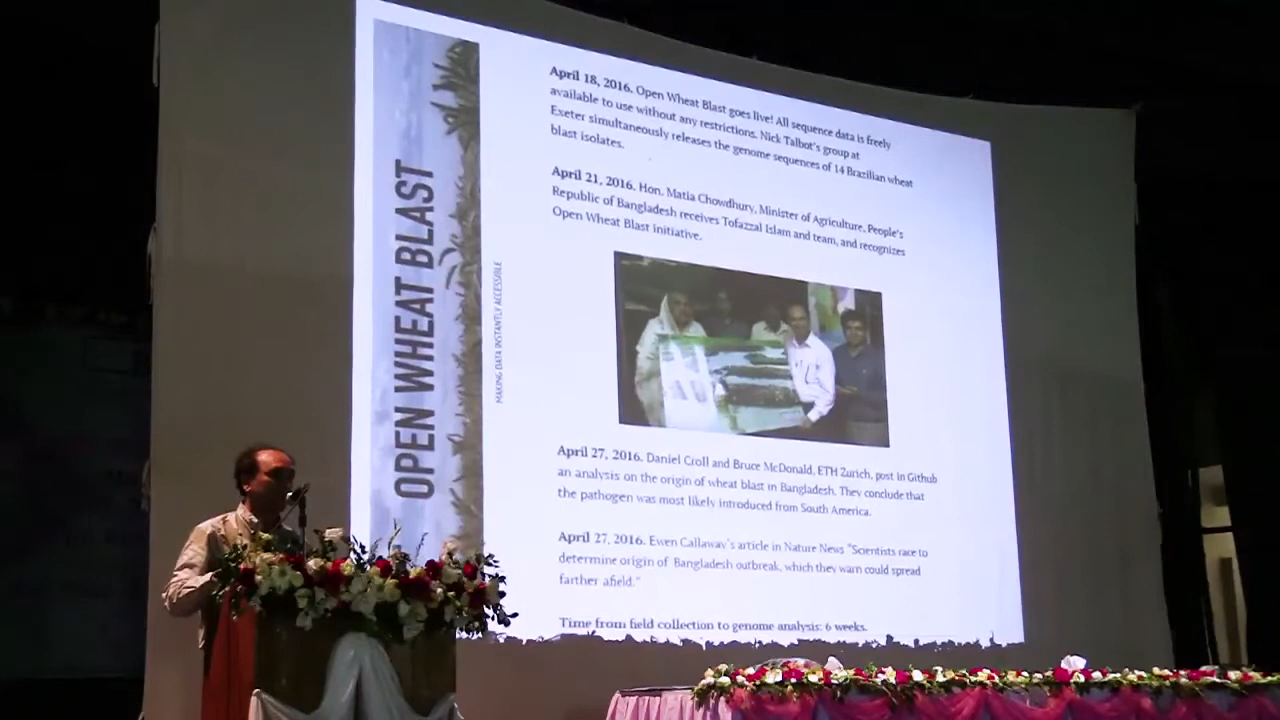 OPEN WHEAT BLAST
MAKING DATA INSTANTLY ACCESSIBLE
April 18, 2016. Open Wheat Blast goes live! All sequence data is freely
available to use without any restrictions. Nick Talbot's group at
Exeter simultaneously releases the genome sequences of 14 Brazilian wheat
blast isolates.
April 21, 2016. Hon. Matia Chowdhury, Minister of Agriculture, People's
Republic of Bangladesh receives Tofazzal Islam and team, and recognizes
Open Wheat Blast initiative.
April 27, 2016. Daniel Croll and Bruce McDonald, ETH Zurich, post in Github
an analysis on the origin of wheat blast in Bangladesh. They conclude that
the pathogen was most likely introduced from South America.
April 27, 2016. Ewen Callaway's article in Nature News "Scientists race to
determine origin of Bangladesh outbreak, which they warn could spread
farther afield."
Time from field collection to genome analysis: 6 weeks.